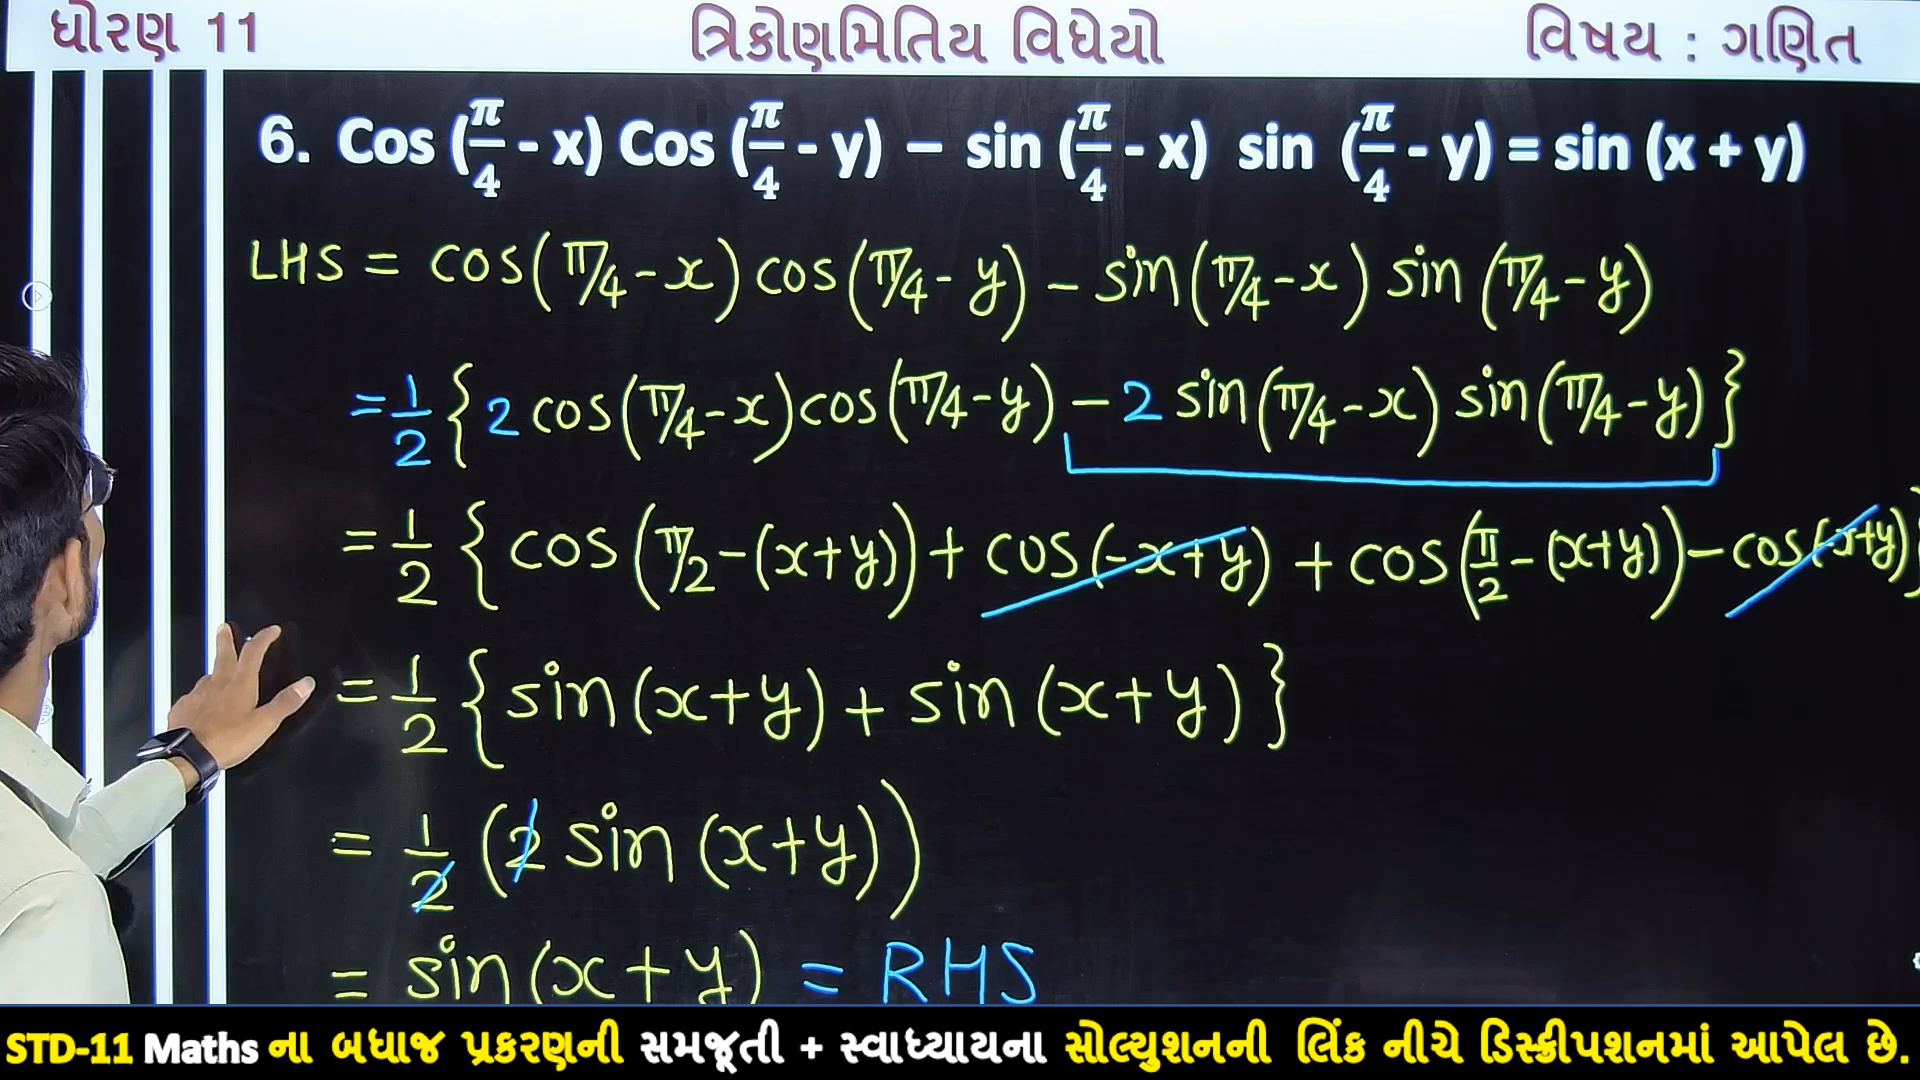 ધોરણ 11 ત્રિકોણમિતિય વિધેયો વિષય : ગણિત
6. Cos (π/4 - x) Cos (π/4 - y) – sin (π/4 - x) sin (π/4 - y) = sin (x + y)
LHS = cos(π/4 - x) cos(π/4 - y) - sin(π/4 - x) sin(π/4 - y)
= 1/2 { 2 cos(π/4 - x) cos(π/4 - y) - 2 sin(π/4 - x) sin(π/4 - y) }
= 1/2 { cos(π/2 - (x+y)) + cos(-x+y) + cos(π/2 - (x+y)) - cos(-x+y) }
= 1/2 { sin(x+y) + sin(x+y) }
= 1/2 (2 sin(x+y))
= sin(x+y) = RHS
STD-11 Maths ના બધાજ પ્રકરણની સમજૂતી + સ્વાધ્યાયના સોલ્યુશનની લિંક નીચે ડિસ્ક્રીપશનમાં આપેલ છે.